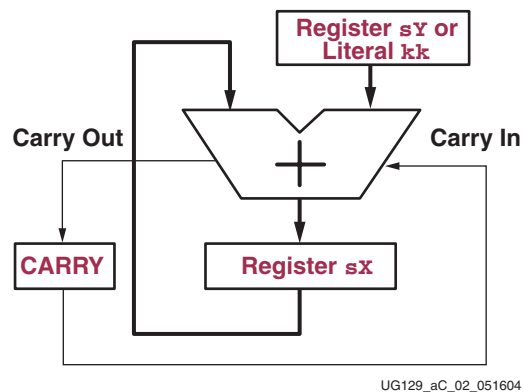 Register sY or
Literal kk
Carry Out
Carry In
+
CARRY
Register sX
UG129_aC_02_051604